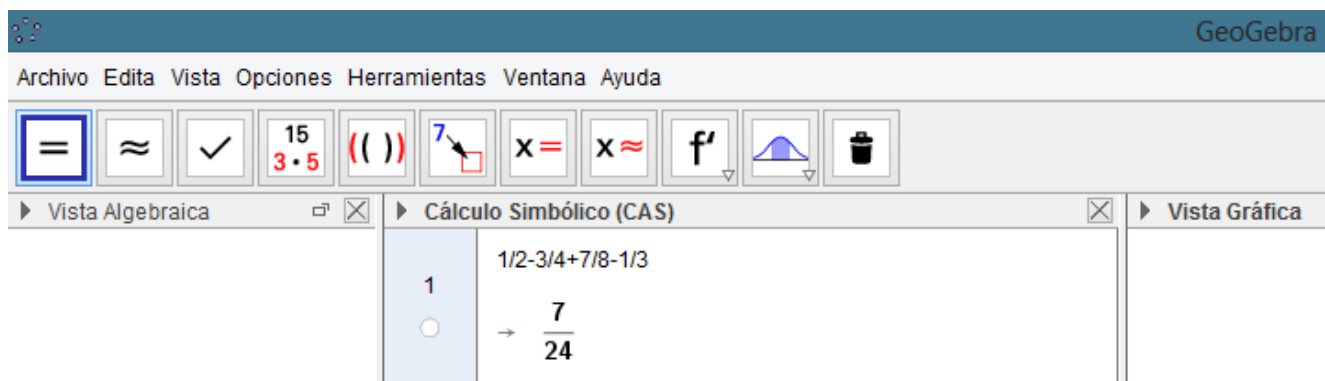 GeoGebra
Archivo Edita Vista Opciones Herramientas Ventana Ayuda
= ≈ ✓ 15 (( )) 7 x= x≈ f′
3·5
Vista Algebraica Cálculo Simbólico (CAS) Vista Gráfica
1/2-3/4+7/8-1/3
1
→ 7
24